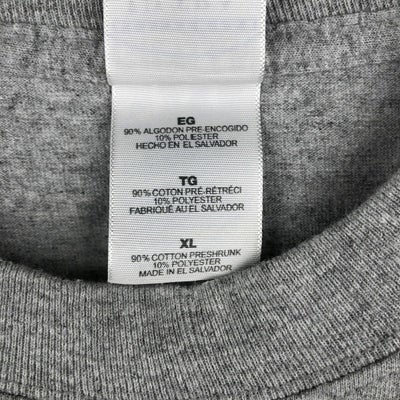 EG
90% ALGODON PRE-ENCOGIDO
10% POLIESTER
HECHO EN EL SALVADOR
TG
90% COTON PRÉ-RÉTRÉCI
10% POLYESTER
FABRIQUÉ AU EL SALVADOR
XL
90% COTTON PRESHRUNK
10% POLYESTER
MADE IN EL SALVADOR